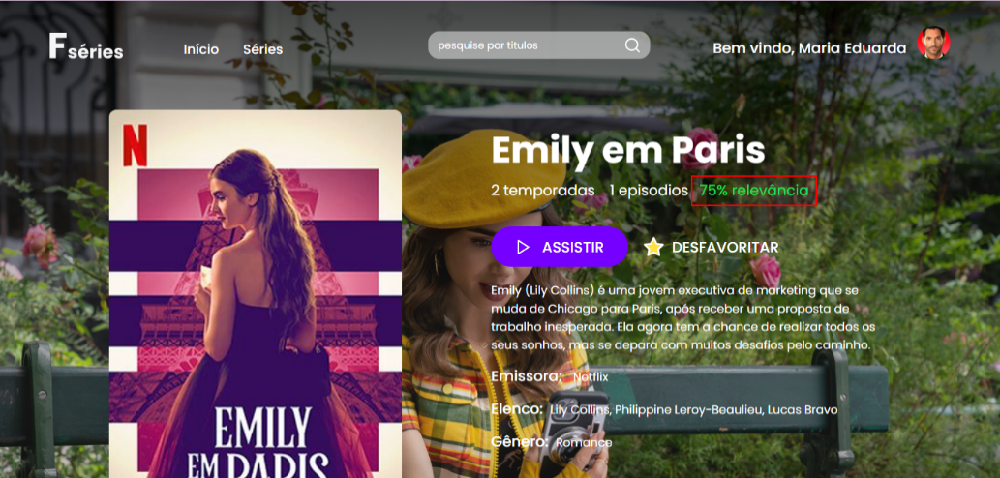 F séries
Início Séries
pesquise por titulos
Bem vindo, Maria Eduarda
N
EMILY
EM PARIS
Emily em Paris
2 temporadas 1 episodios 75% relevância
ASSISTIR DESFAVORITAR
Emily (Lily Collins) é uma jovem executiva de marketing que se
muda de Chicago para Paris, após receber uma proposta de
trabalho inesperada. Ela agora tem a chance de realizar todos os
seus sonhos, mas se depara com muitos desafios pelo caminho.
Emissora: Netflix
Elenco: Lily Collins, Philippine Leroy-Beaulieu, Lucas Bravo
Gênero: Romance